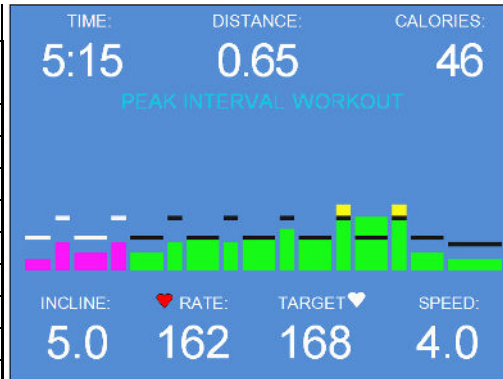 TIME: DISTANCE: CALORIES:
5:15 0.65 46
PEAK INTERVAL WORKOUT
INCLINE: RATE: TARGET SPEED:
5.0 162 168 4.0